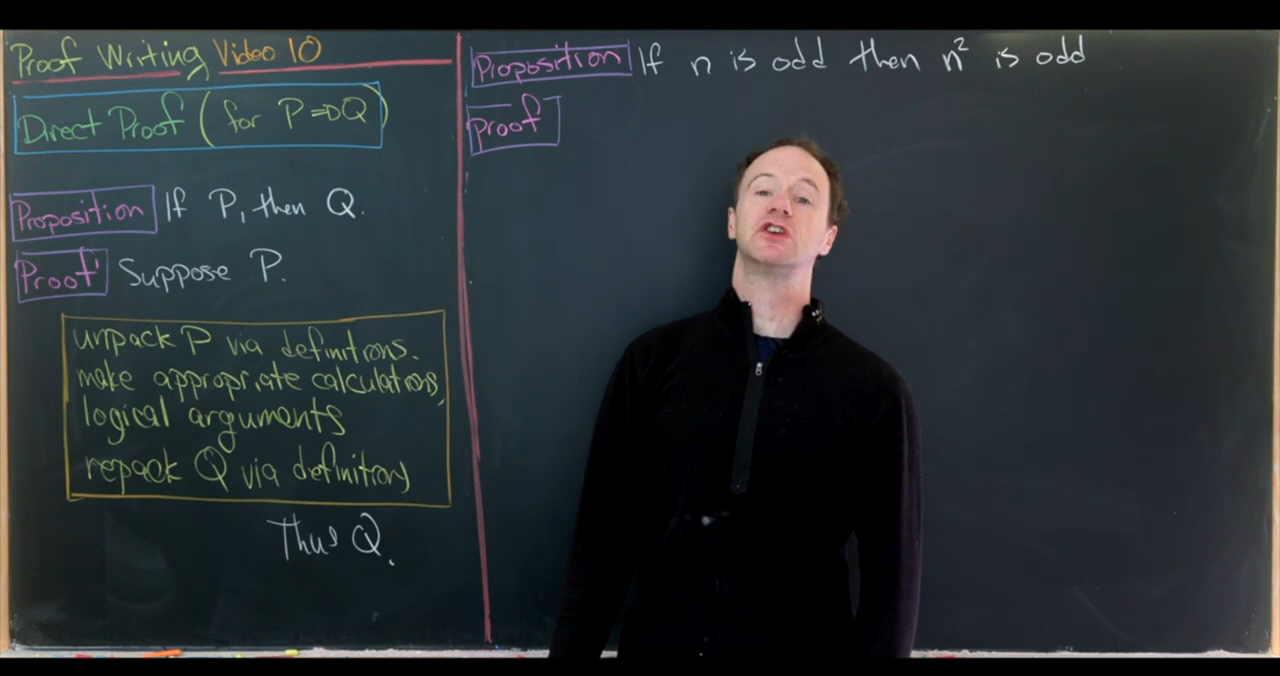 Proof Writing Video 10
Direct Proof (for P⇒Q)
Proposition If P, then Q.
Proof Suppose P.
unpack P via definitions.
make appropriate calculations,
logical arguments
repack Q via definitions
Thus Q.
Proposition If n is odd then n² is odd
Proof